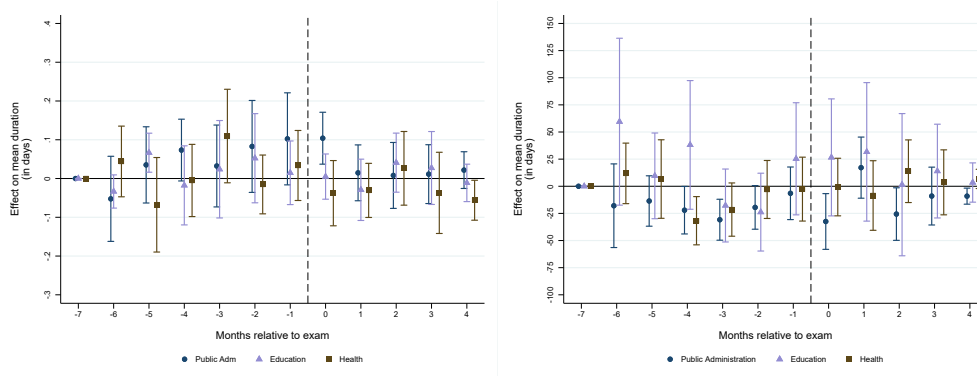 Effect on mean duration
(in days)
.4
.3
.2
.1
0
-.1
-.2
-.3
-7 -6 -5 -4 -3 -2 -1 0 1 2 3 4
Months relative to exam
Public Adm Education Health
Effect on mean duration
(in days)
150
125
100
75
50
25
0
-25
-50
-75
-100
-7 -6 -5 -4 -3 -2 -1 0 1 2 3 4
Months relative to exam
Public Administration Education Health